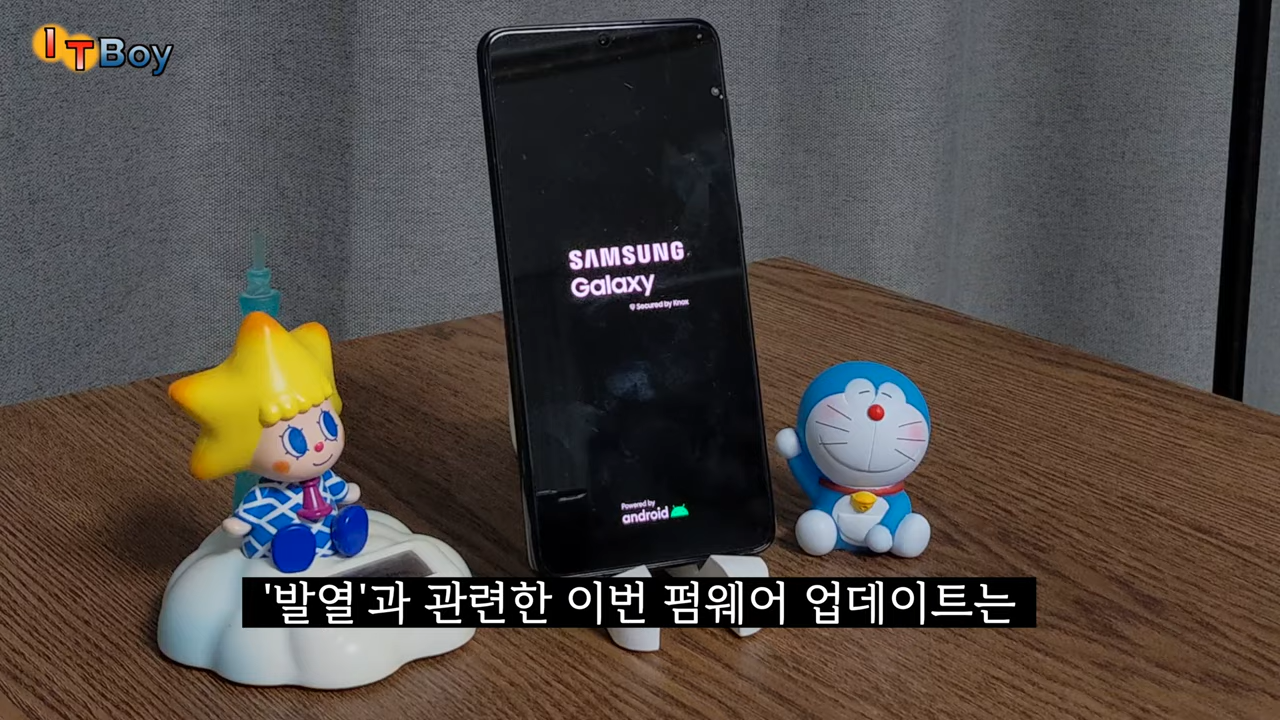 ITBoy
SAMSUNG
Galaxy
Secured by Knox
Powered by
android
'발열'과 관련한 이번 펌웨어 업데이트는